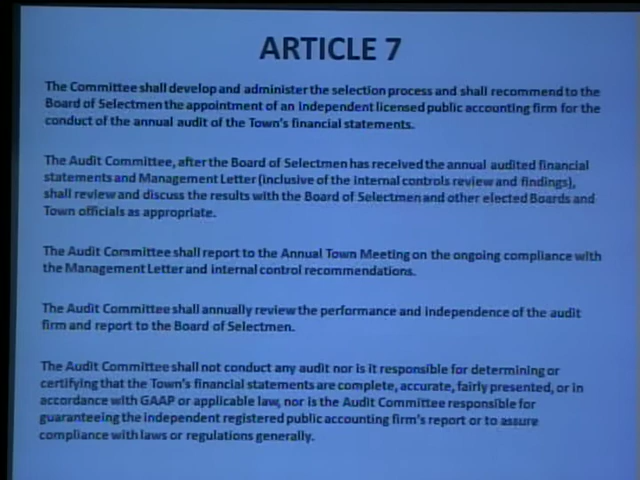 ARTICLE 7
The Committee shall develop and administer the selection process and shall recommend to the
Board of Selectmen the appointment of an independent licensed public accounting firm for the
conduct of the annual audit of the Town's financial statements.
The Audit Committee, after the Board of Selectmen has received the annual audited financial
statements and Management Letter (inclusive of the internal controls review and findings),
shall review and discuss the results with the Board of Selectmen and other elected Boards and
Town officials as appropriate.
The Audit Committee shall report to the Annual Town Meeting on the ongoing compliance with
the Management Letter and internal control recommendations.
The Audit Committee shall annually review the performance and independence of the audit
firm and report to the Board of Selectmen.
The Audit Committee shall not conduct any audit nor is it responsible for determining or
certifying that the Town's financial statements are complete, accurate, fairly presented, or in
accordance with GAAP or applicable law, nor is the Audit Committee responsible for
guaranteeing the independent registered public accounting firm's report or to assure
compliance with laws or regulations generally.